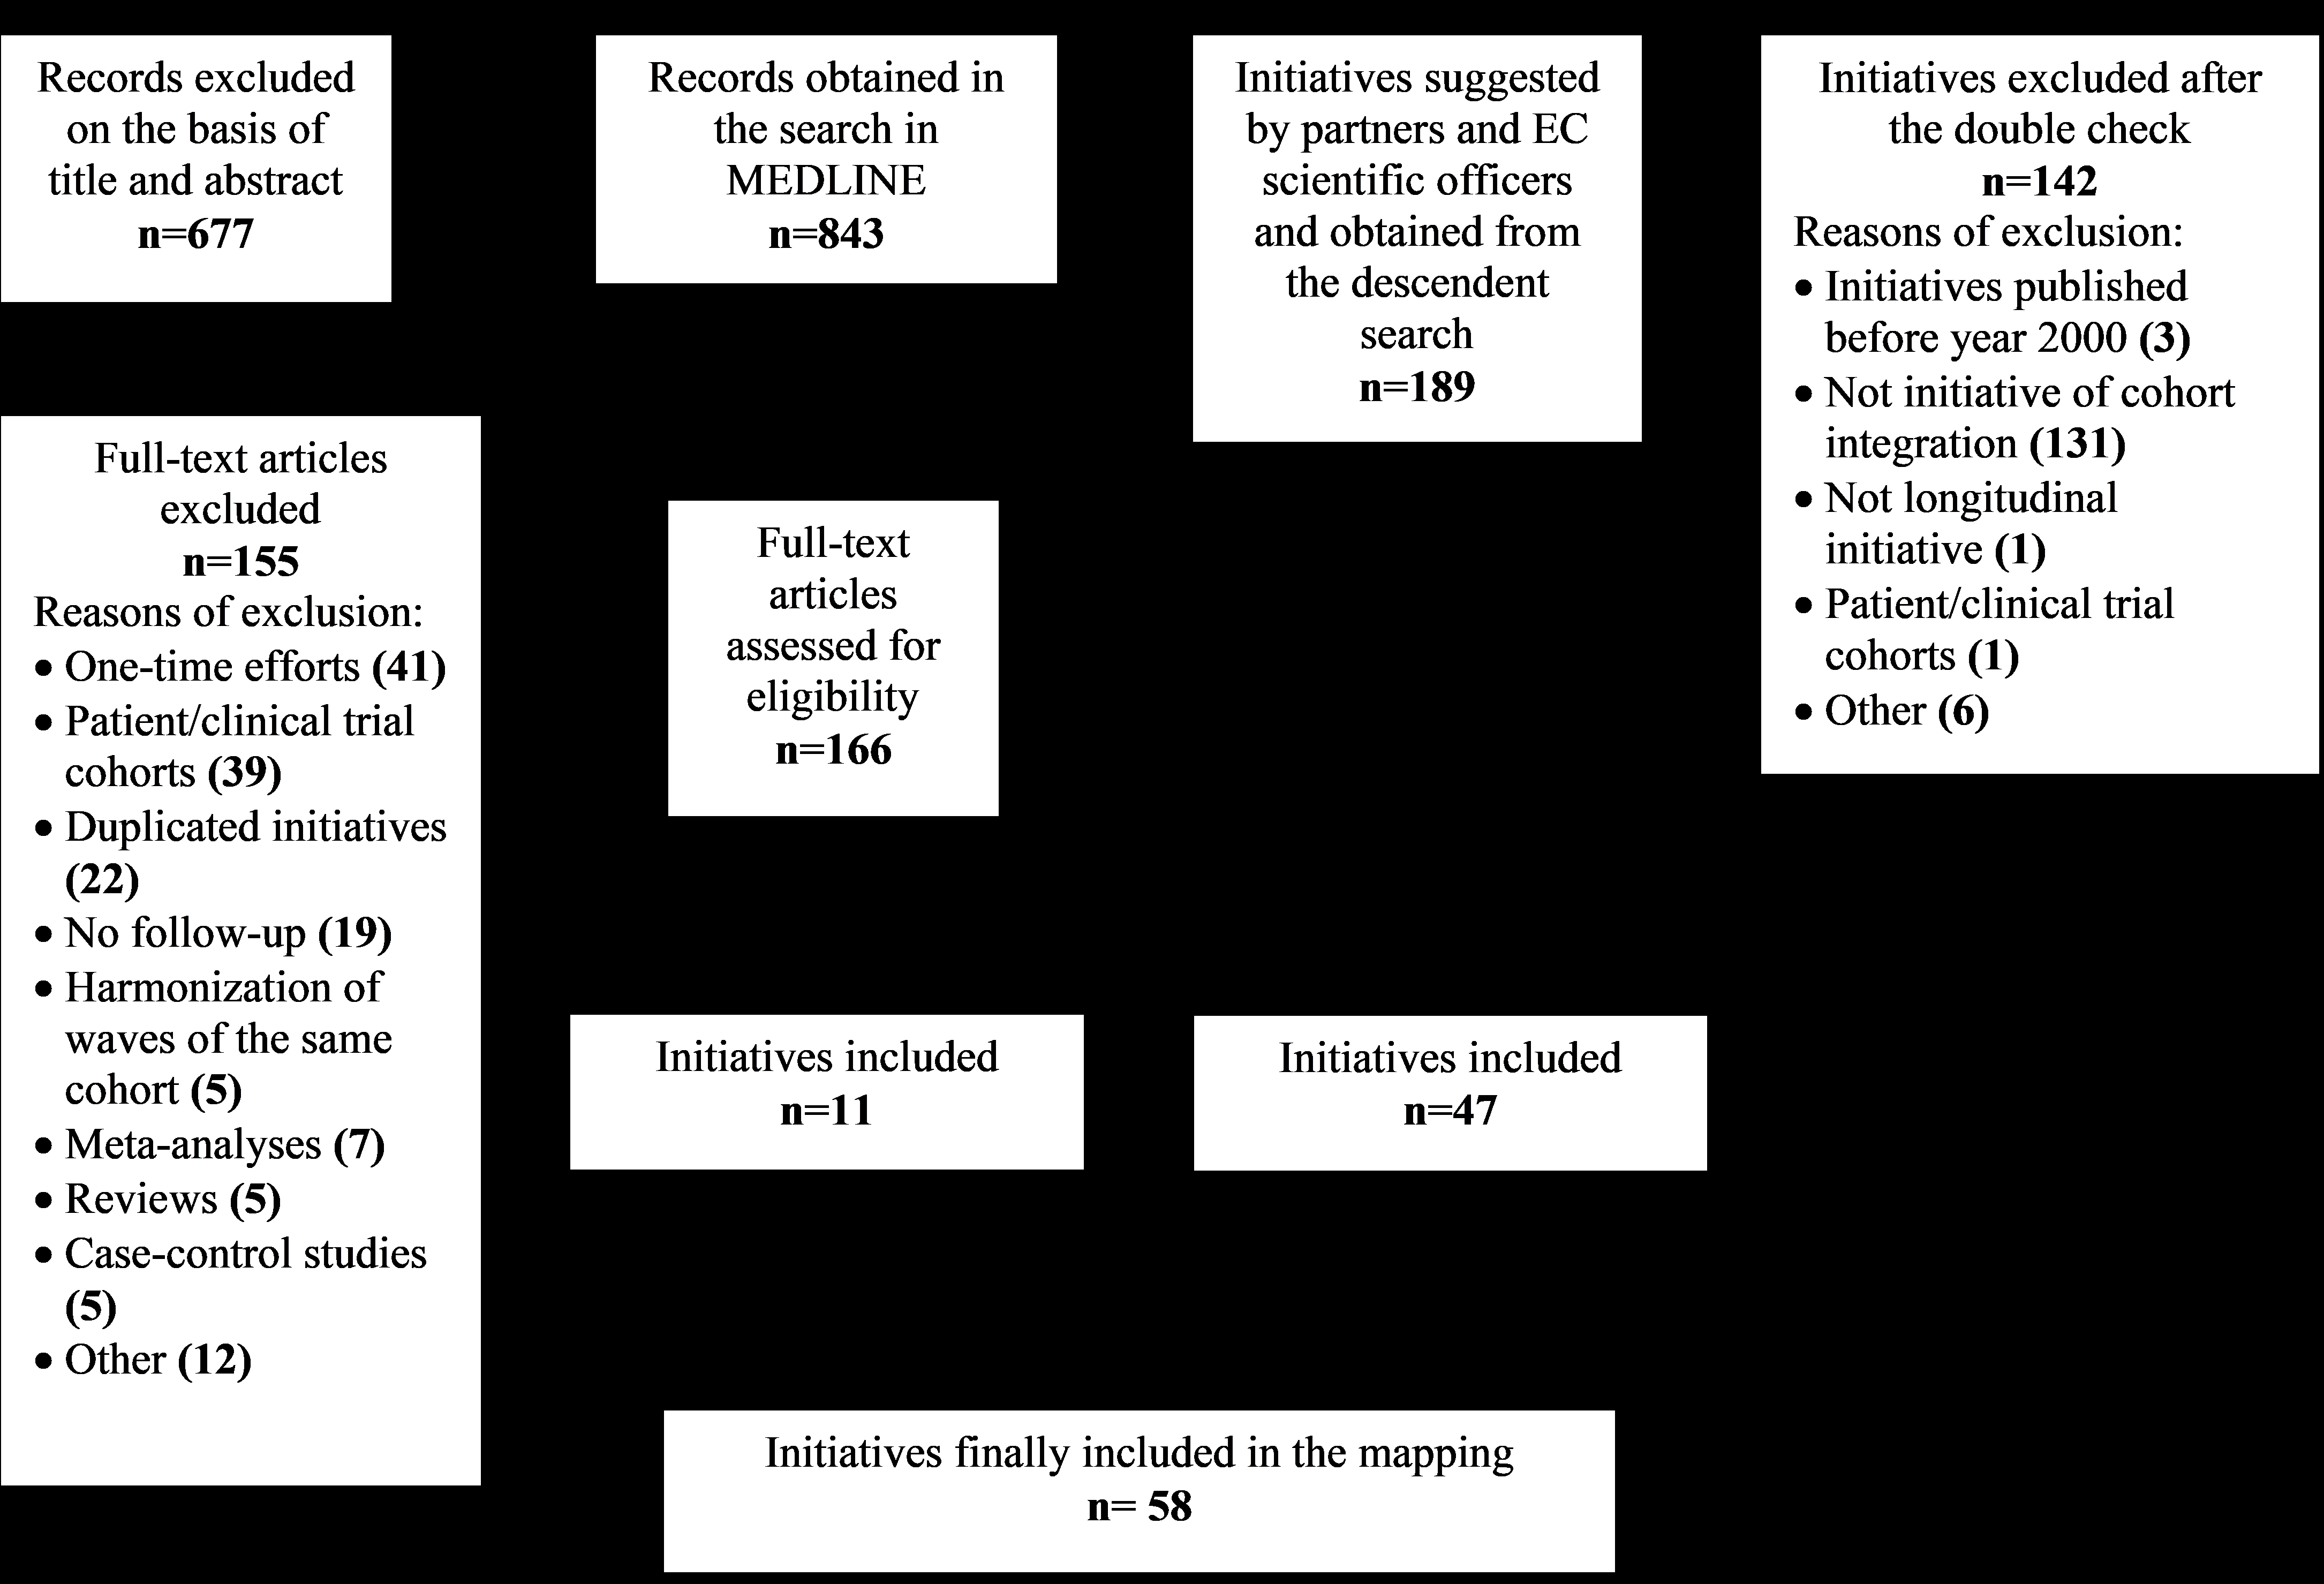 Records excluded
on the basis of
title and abstract
n=677
Records obtained in
the search in
MEDLINE
n=843
Initiatives suggested
by partners and EC
scientific officers
and obtained from
the descendent
search
n=189
Initiatives excluded after
the double check
n=142
Reasons of exclusion:
• Initiatives published
before year 2000 (3)
• Not initiative of cohort
integration (131)
• Not longitudinal
initiative (1)
• Patient/clinical trial
cohorts (1)
• Other (6)
Full-text articles
excluded
n=155
Reasons of exclusion:
• One-time efforts (41)
• Patient/clinical trial
cohorts (39)
• Duplicated initiatives
(22)
• No follow-up (19)
• Harmonization of
waves of the same
cohort (5)
• Meta-analyses (7)
• Reviews (5)
• Case-control studies
(5)
• Other (12)
Full-text
articles
assessed for
eligibility
n=166
Initiatives included
n=11
Initiatives included
n=47
Initiatives finally included in the mapping
n= 58